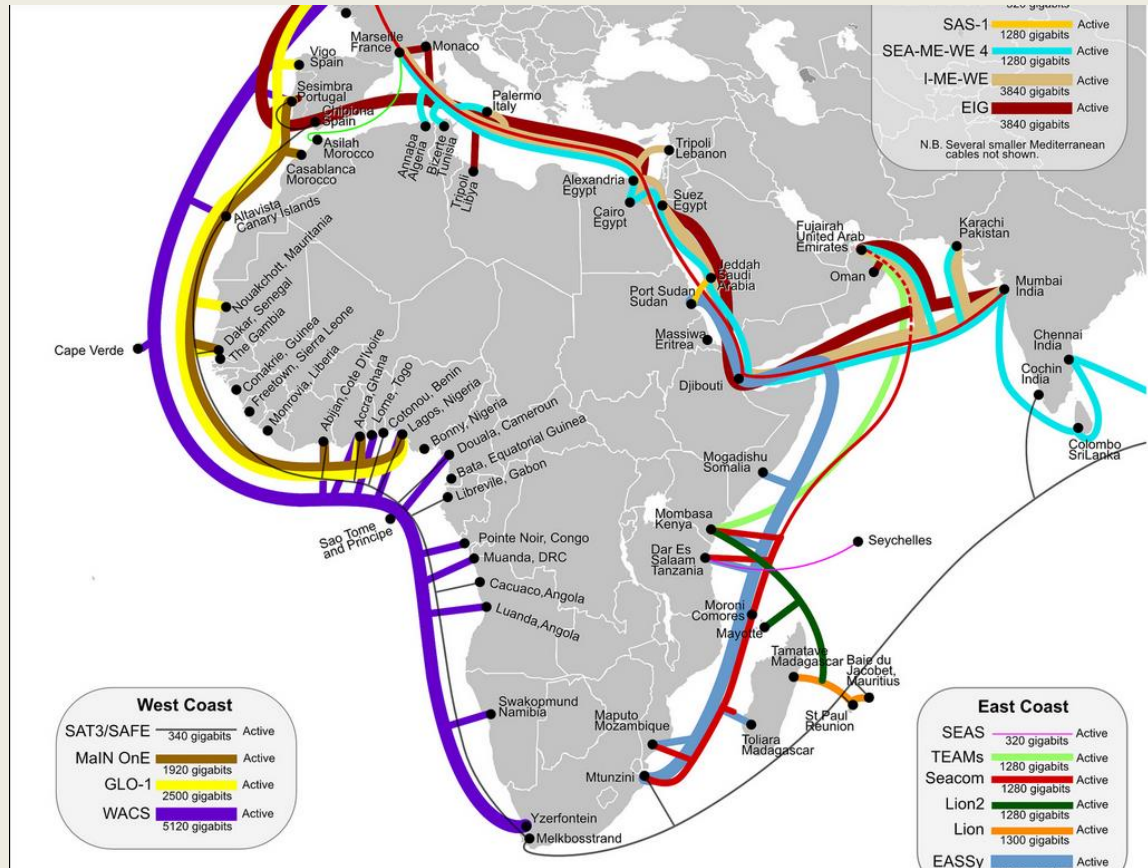 320 gigabits
SAS-1
1280 gigabits
Active
SEA-ME-WE 4
1280 gigabits
Active
I-ME-WE
3840 gigabits
Active
EIG
3840 gigabits
Active
N.B. Several smaller Mediterranean
cables not shown.
Marseille
France
Monaco
Vigo
Spain
Sesimbra
Portugal
Chipiona
Spain
Palermo
Italy
Asilah
Morocco
Casablanca
Morocco
Annaba
Algeria
Bizerte
Tunisia
Tripoli
Libya
Tripoli
Lebanon
Alexandria
Egypt
Cairo
Egypt
Suez
Egypt
Altavista
Canary Islands
Fujairah
United Arab
Emirates
Oman
Karachi
Pakistan
Mumbai
India
Jeddah
Saudi
Arabia
Port Sudan
Sudan
Massiwa
Eritrea
Djibouti
Chennai
India
Cochin
India
Colombo
SriLanka
Nouakhott, Mauritania
Dakar, Senegal
The Gambia
Cape Verde
Conakrie, Guinea
Freetown, Sierra Leone
Monrovia, Liberia
Abijan,Cote D'Ivoire
Accra,Ghana
Lome, Togo
Cotonou, Benin
Lagos, Nigeria
Bonny, Nigeria
Douala, Cameroun
Bata, Equatorial Guinea
Librevile, Gabon
Sao Tome
and Principe
Mogadishu
Somalia
Mombasa
Kenya
Dar Es
Salaam
Tanzania
Seychelles
Pointe Noir, Congo
Muanda, DRC
Cacuaco,Angola
Luanda,Angola
Moroni
Comores
Mayotte
Tamatave
Madagascar
Baie du
Jacobet,
Mauritius
St Paul
Reunion
Toliara
Madagascar
Swakopmund
Namibia
Maputo
Mozambique
Mtunzini
Yzerfontein
Melkbosstrand
West Coast
SAT3/SAFE
340 gigabits
Active
MaIN OnE
1920 gigabits
Active
GLO-1
2500 gigabits
Active
WACS
5120 gigabits
Active
East Coast
SEAS
320 gigabits
Active
TEAMs
1280 gigabits
Active
Seacom
1280 gigabits
Active
Lion2
1280 gigabits
Active
Lion
1300 gigabits
Active
EASSy
Active